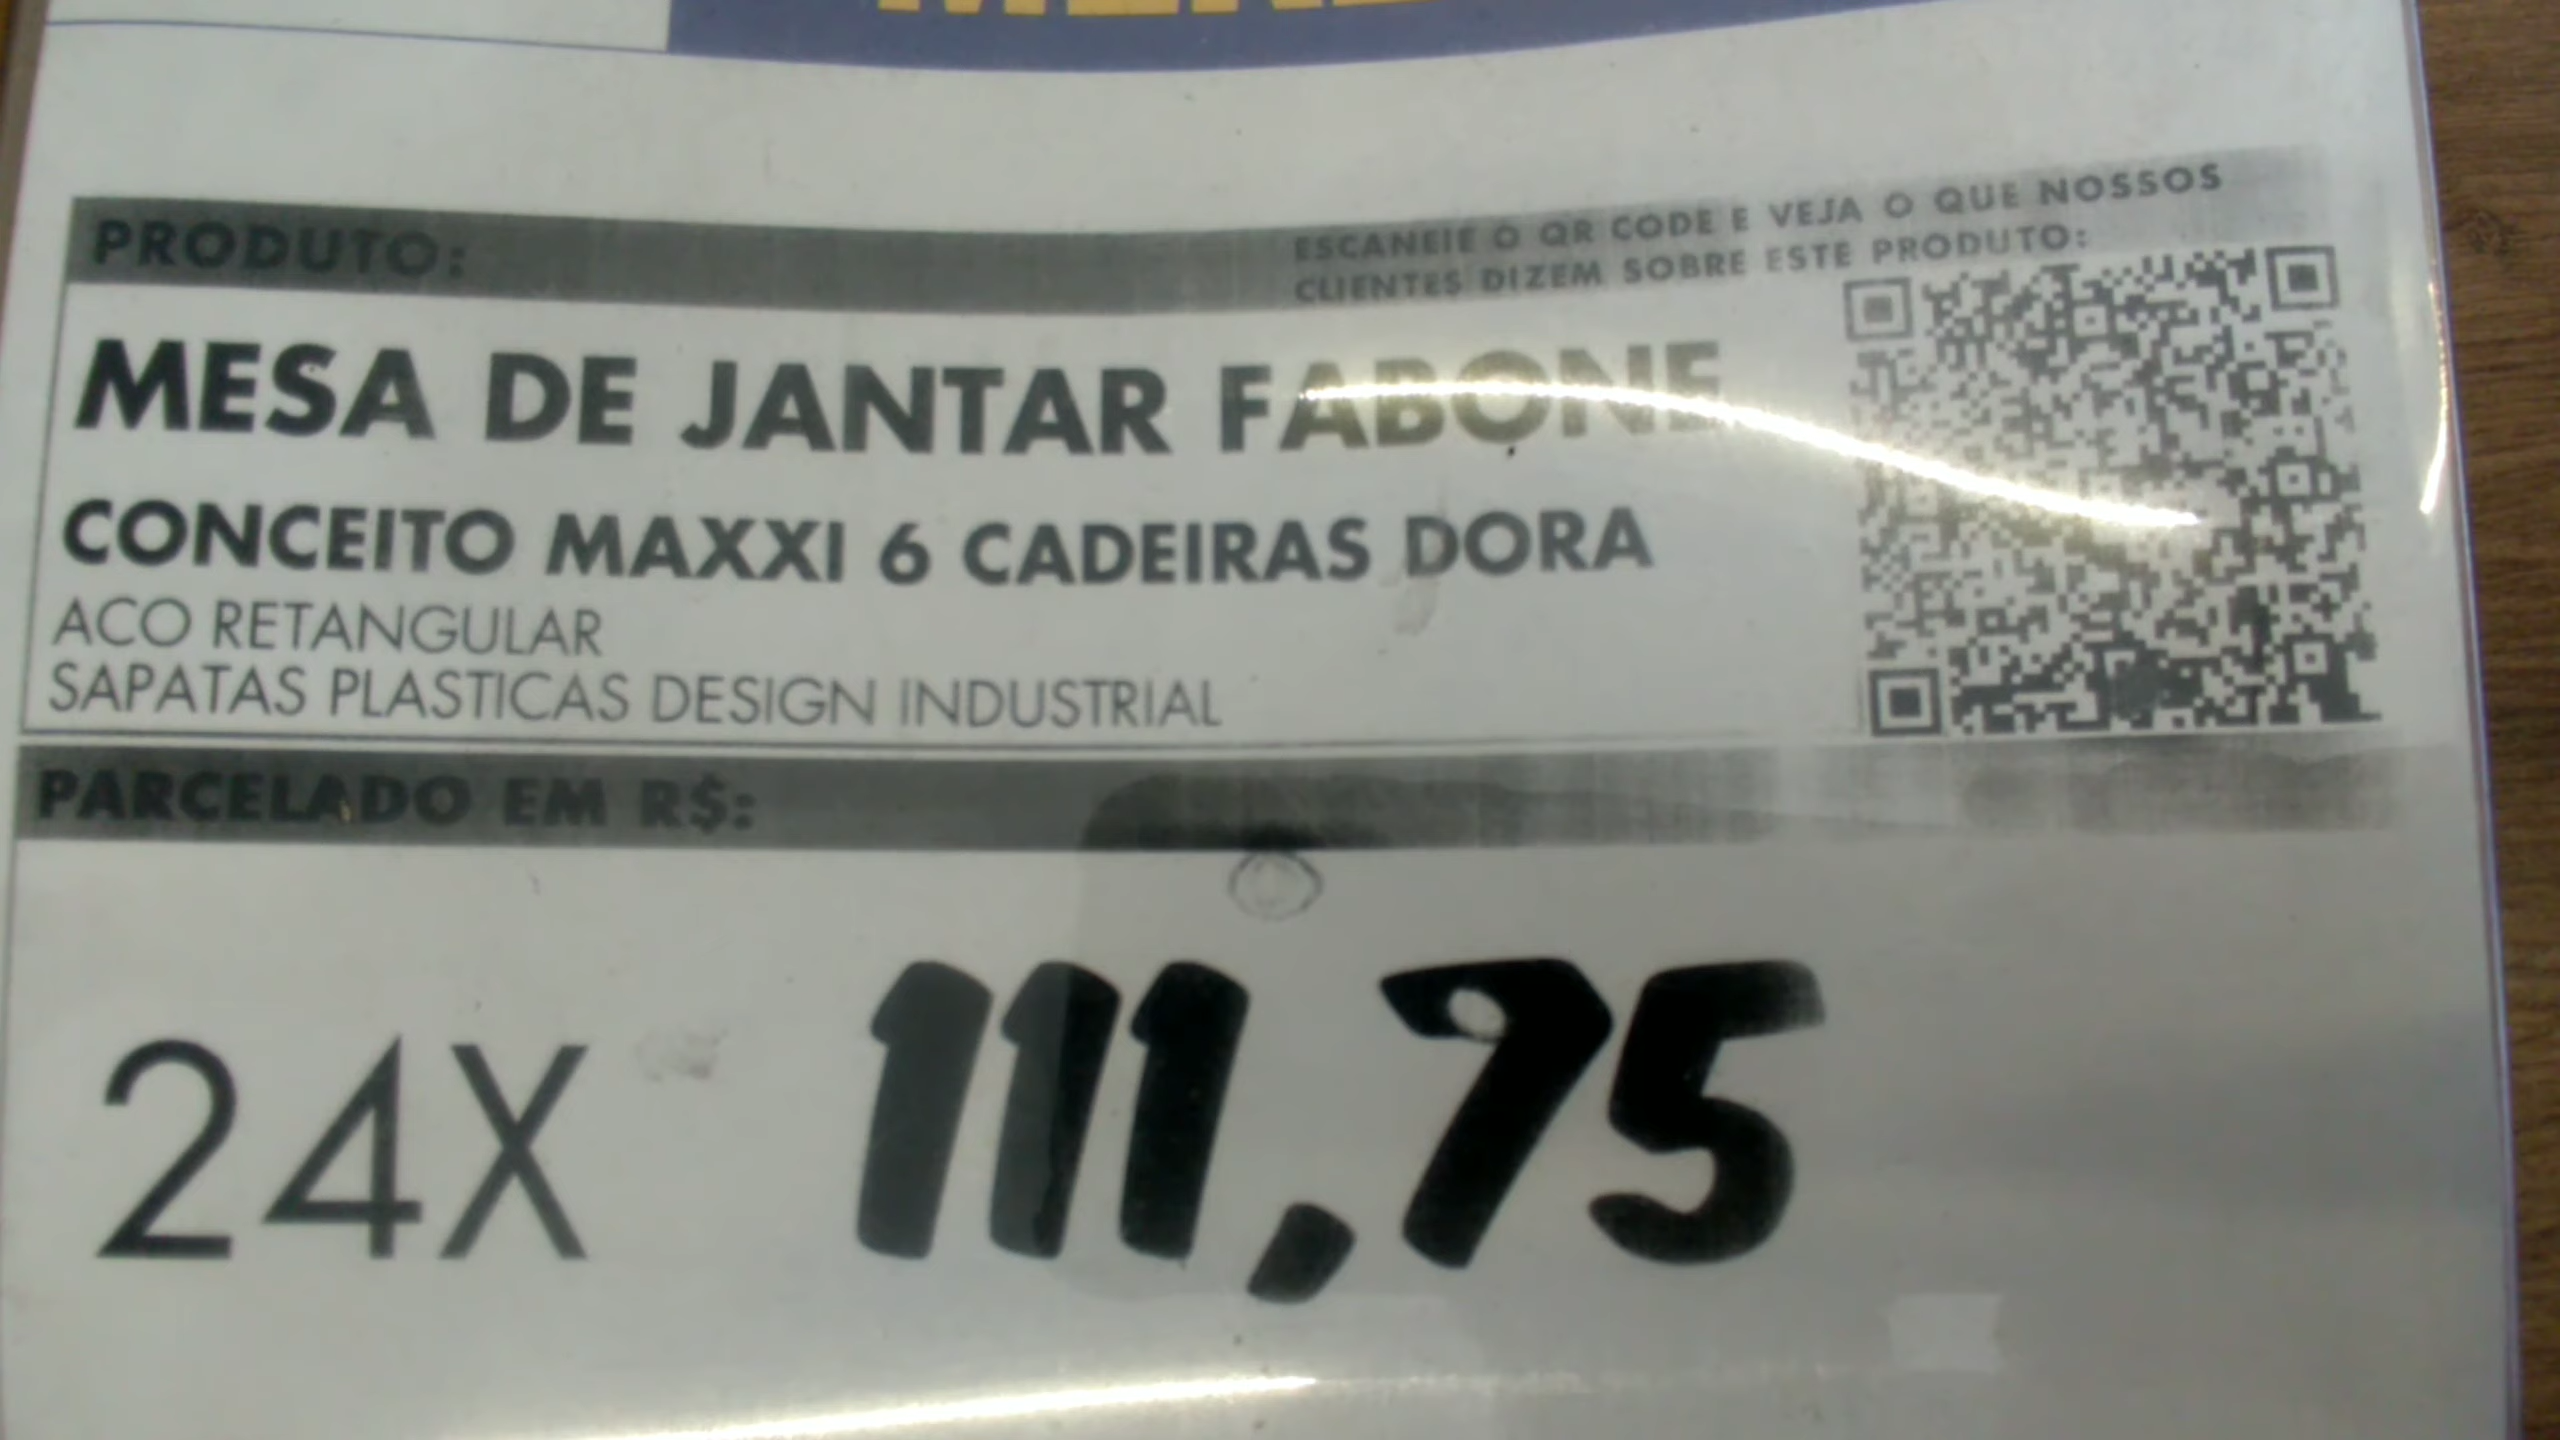 PRODUTO:
ESCANEIE O QR CODE E VEJA O QUE NOSSOS
CLIENTES DIZEM SOBRE ESTE PRODUTO:
MESA DE JANTAR FABONE
CONCEITO MAXXI 6 CADEIRAS DORA
ACO RETANGULAR
SAPATAS PLASTICAS DESIGN INDUSTRIAL
PARCELADO EM R$:
24X 111,75